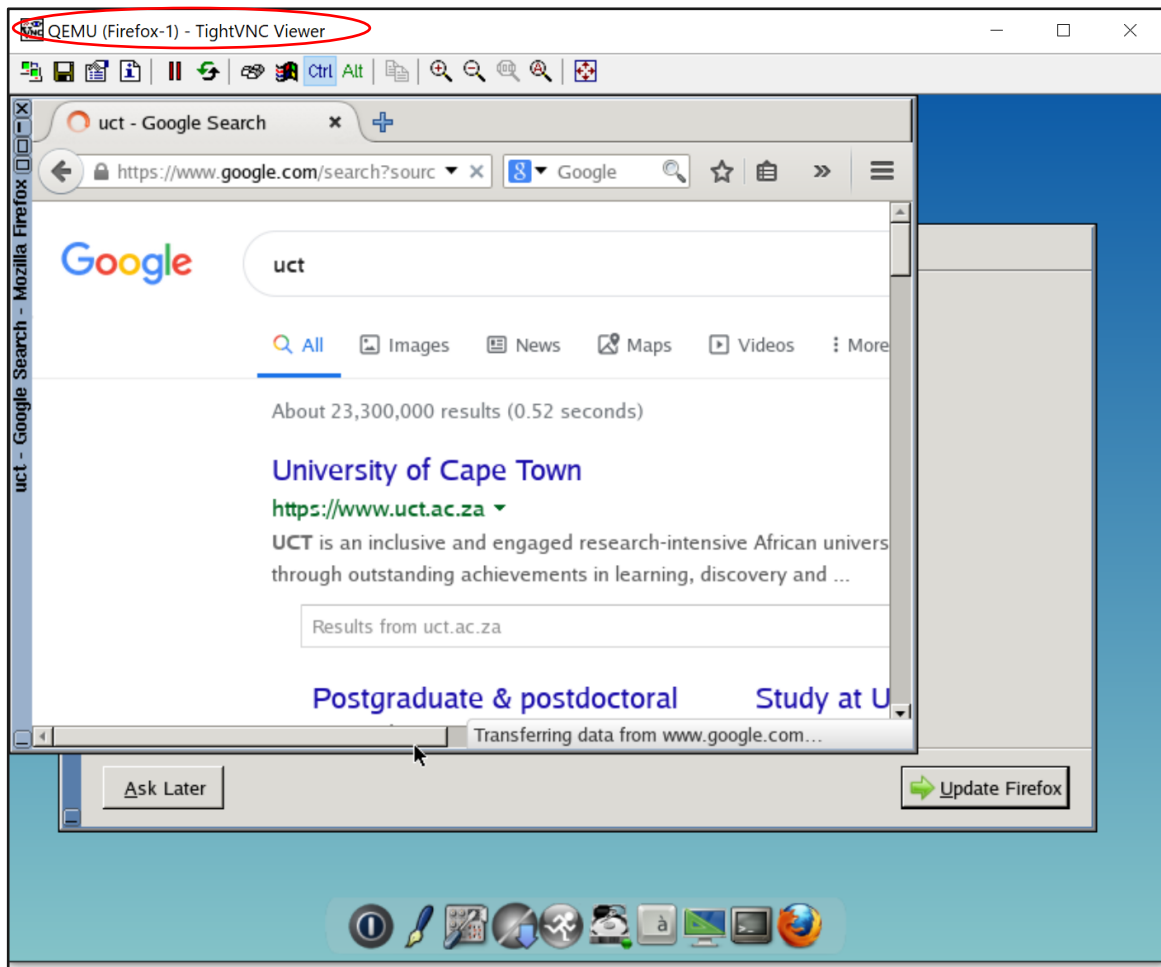 QEMU (Firefox-1) - TightVNC Viewer
Ctrl Alt
uct - Google Search
https://www.google.com/search?sourc
8 Google
uct - Google Search - Mozilla Firefox
Google
uct
All Images News Maps Videos More
About 23,300,000 results (0.52 seconds)
University of Cape Town
https://www.uct.ac.za
UCT is an inclusive and engaged research-intensive African univers
through outstanding achievements in learning, discovery and ...
Results from uct.ac.za
Postgraduate & postdoctoral Study at U
Transferring data from www.google.com...
Ask Later Update Firefox
à